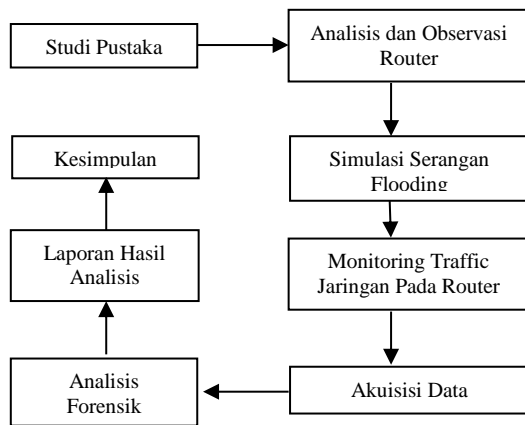 Studi Pustaka
Analisis dan Observasi
Router
Simulasi Serangan
Flooding
Monitoring Traffic
Jaringan Pada Router
Akuisisi Data
Analisis
Forensik
Laporan Hasil
Analisis
Kesimpulan